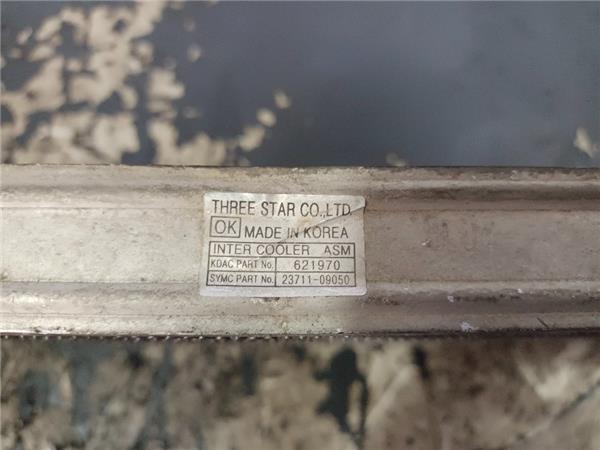 THREE STAR CO.,LTD.
OK MADE IN KOREA
INTER COOLER ASM
KDAC PART No. 621970
SYMC PART No. 23711-09050